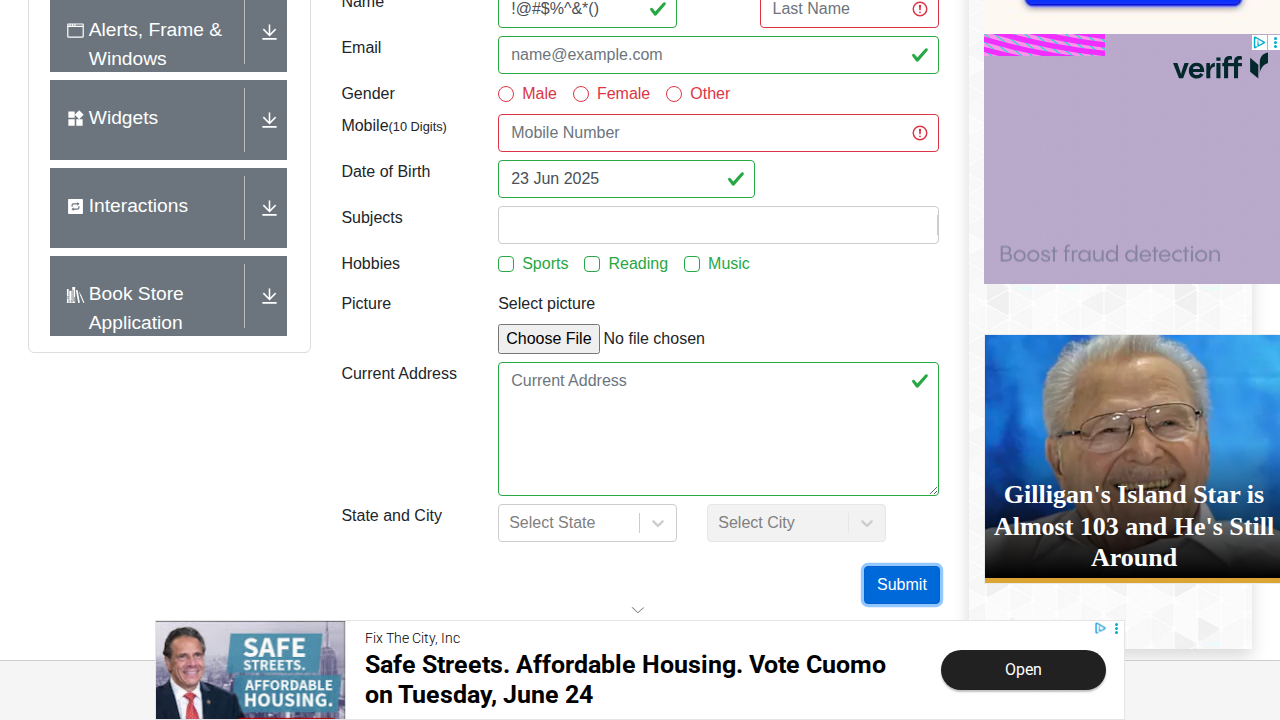 Name
!@#$%^&*()
Last Name
Alerts, Frame &
Windows
Email
name@example.com
Widgets
Gender
Male
Female
Other
Mobile(10 Digits)
Mobile Number
Date of Birth
23 Jun 2025
Interactions
Subjects
Hobbies
Sports
Reading
Music
Book Store
Application
Picture
Select picture
Choose File No file chosen
Current Address
Current Address
State and City
Select State
Select City
Submit
veriff
Boost fraud detection
Gilligan's Island Star is
Almost 103 and He's Still
Around
SAFE
STREETS.
AFFORDABLE
HOUSING.
Fix The City, Inc
Safe Streets. Affordable Housing. Vote Cuomo
on Tuesday, June 24
Open